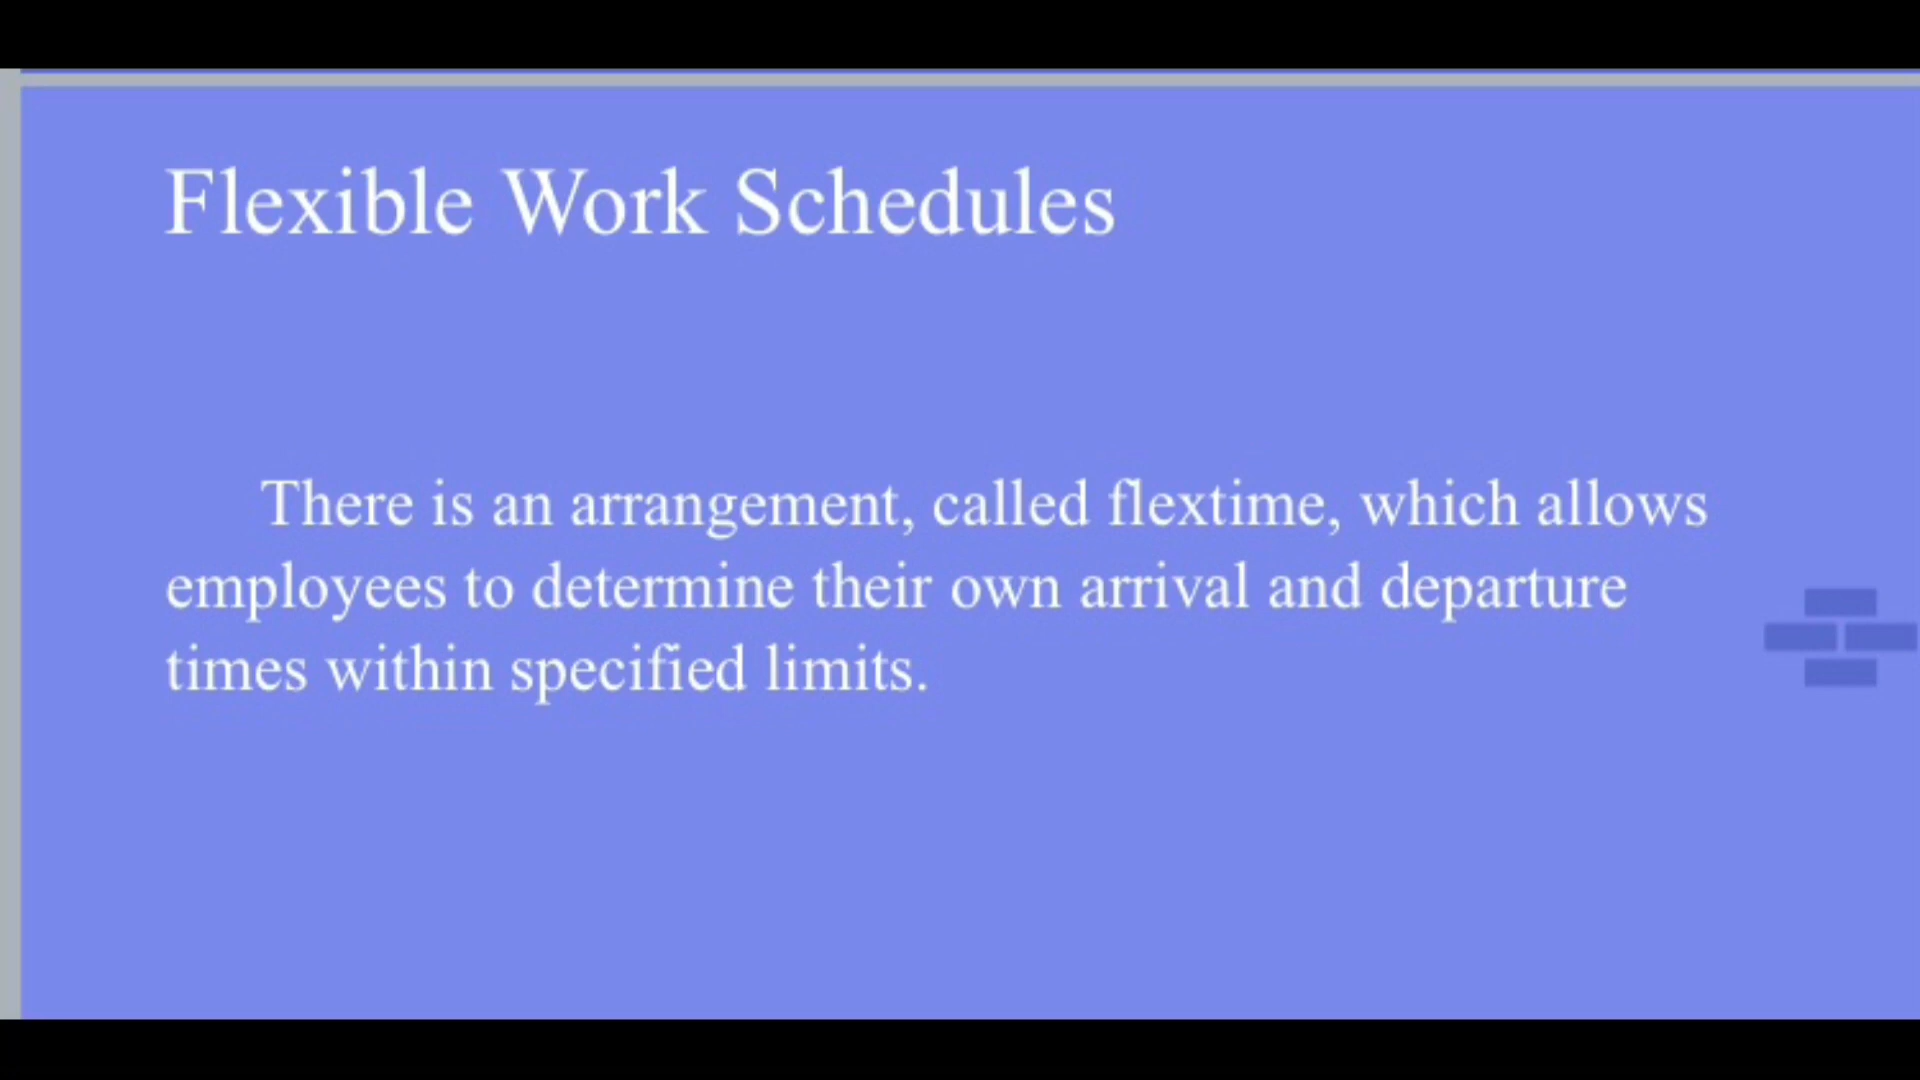 Flexible Work Schedules
There is an arrangement, called flextime, which allows
employees to determine their own arrival and departure
times within specified limits.